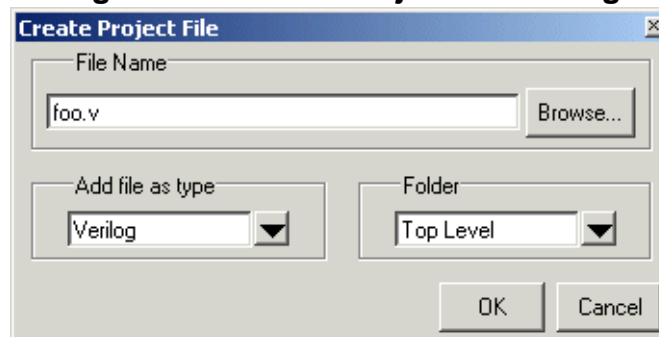 Create Project File
File Name
foo.v
Browse...
Add file as type
Folder
Verilog
Top Level
OK
Cancel